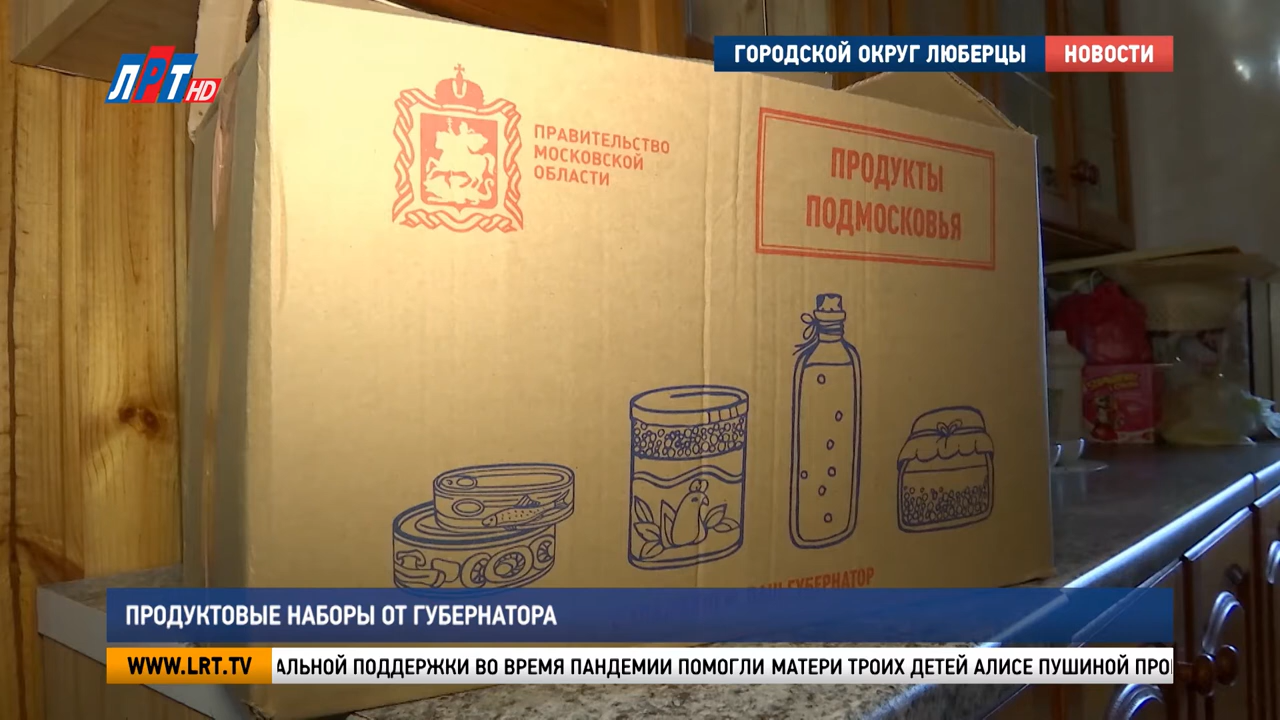 ЛРТ HD
ГОРОДСКОЙ ОКРУГ ЛЮБЕРЦЫ НОВОСТИ
ПРАВИТЕЛЬСТВО
МОСКОВСКОЙ
ОБЛАСТИ
ПРОДУКТЫ
ПОДМОСКОВЬЯ
ГУБЕРНАТОР
ПРОДУКТОВЫЕ НАБОРЫ ОТ ГУБЕРНАТОРА
WWW.LRT.TV АЛЬНОЙ ПОДДЕРЖКИ ВО ВРЕМЯ ПАНДЕМИИ ПОМОГЛИ МАТЕРИ ТРОИХ ДЕТЕЙ АЛИСЕ ПУШИНОЙ ПРО